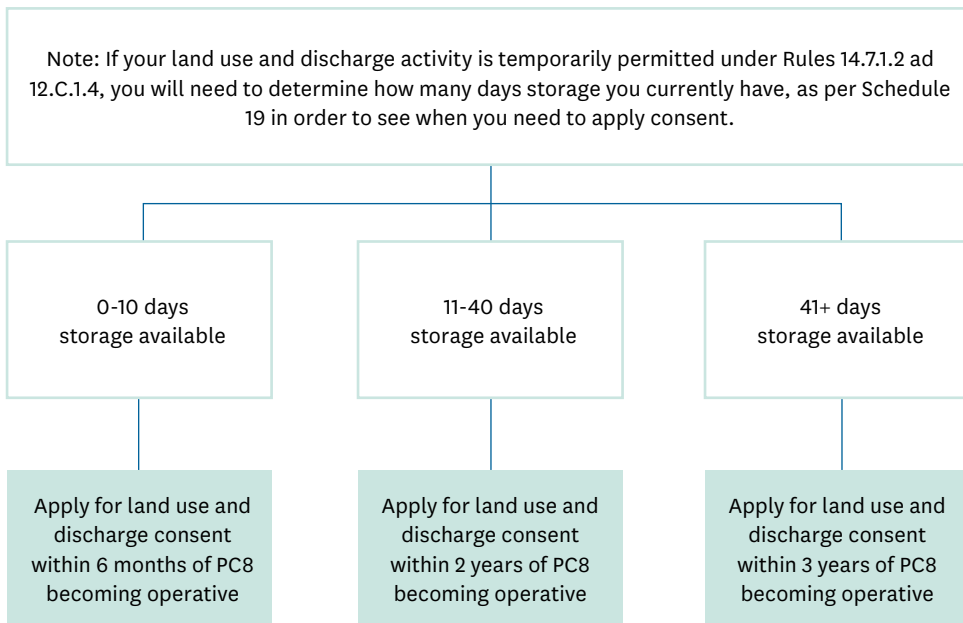 Note: If your land use and discharge activity is temporarily permitted under Rules 14.7.1.2 ad
12.C.1.4, you will need to determine how many days storage you currently have, as per Schedule
19 in order to see when you need to apply consent.
0-10 days
storage available
11-40 days
storage available
41+ days
storage available
Apply for land use and
discharge consent
within 6 months of PC8
becoming operative
Apply for land use and
discharge consent
within 2 years of PC8
becoming operative
Apply for land use and
discharge consent
within 3 years of PC8
becoming operative